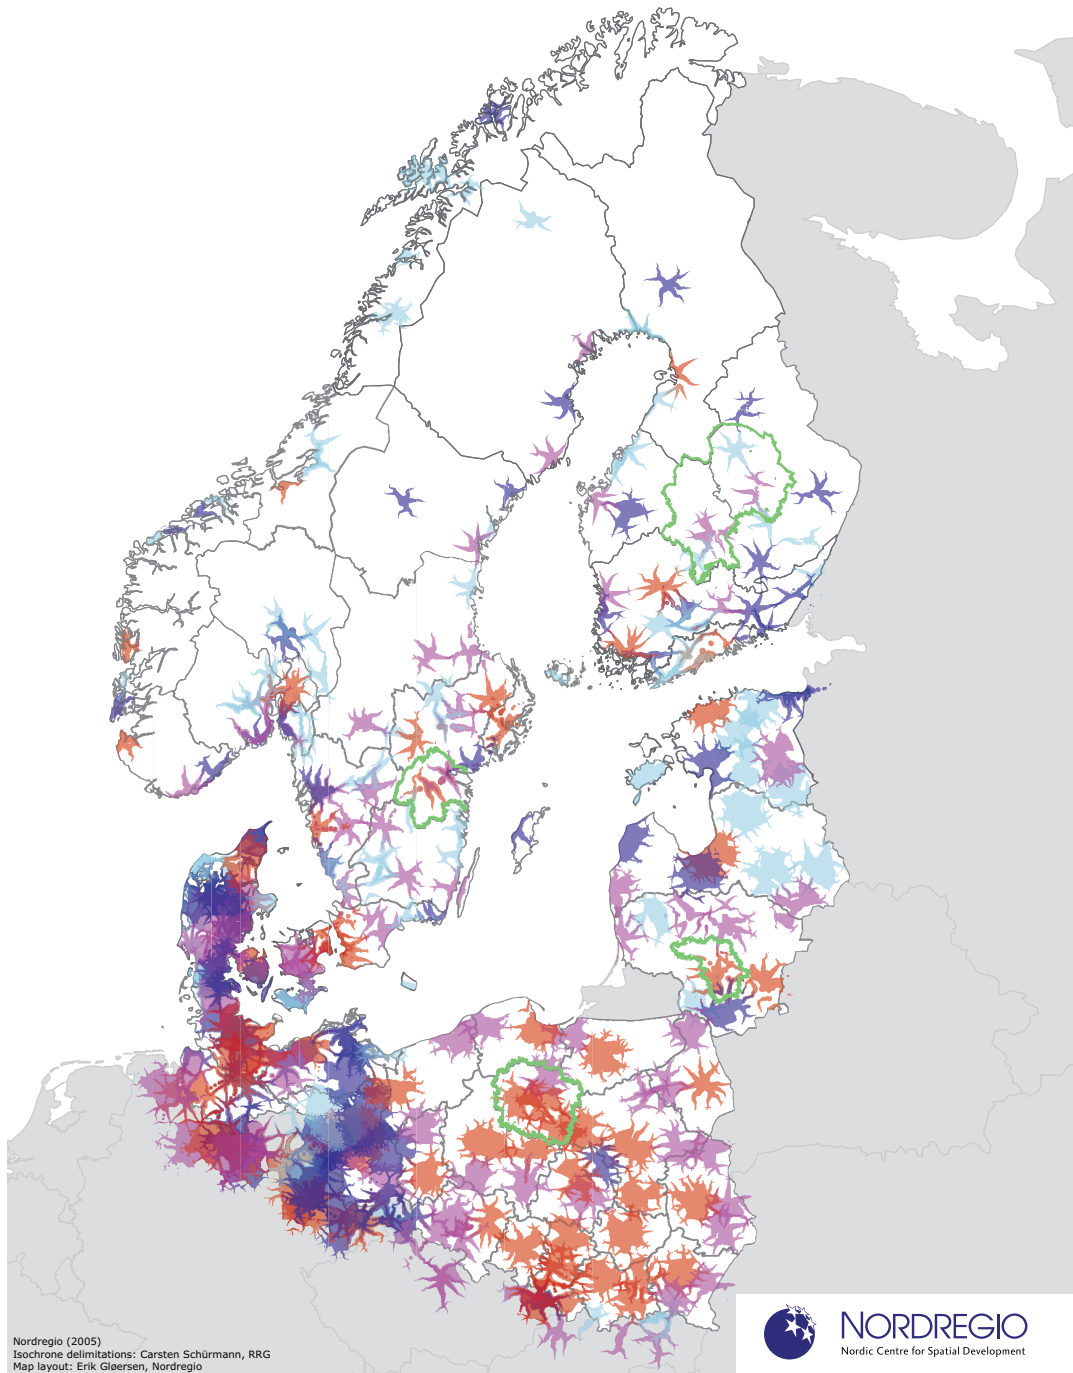 Nordregio (2005)
Isochrone delimitations: Carsten Schürmann, RRG
Map layout: Erik Gløersen, Nordregio
NORDREGIO
Nordic Centre for Spatial Development